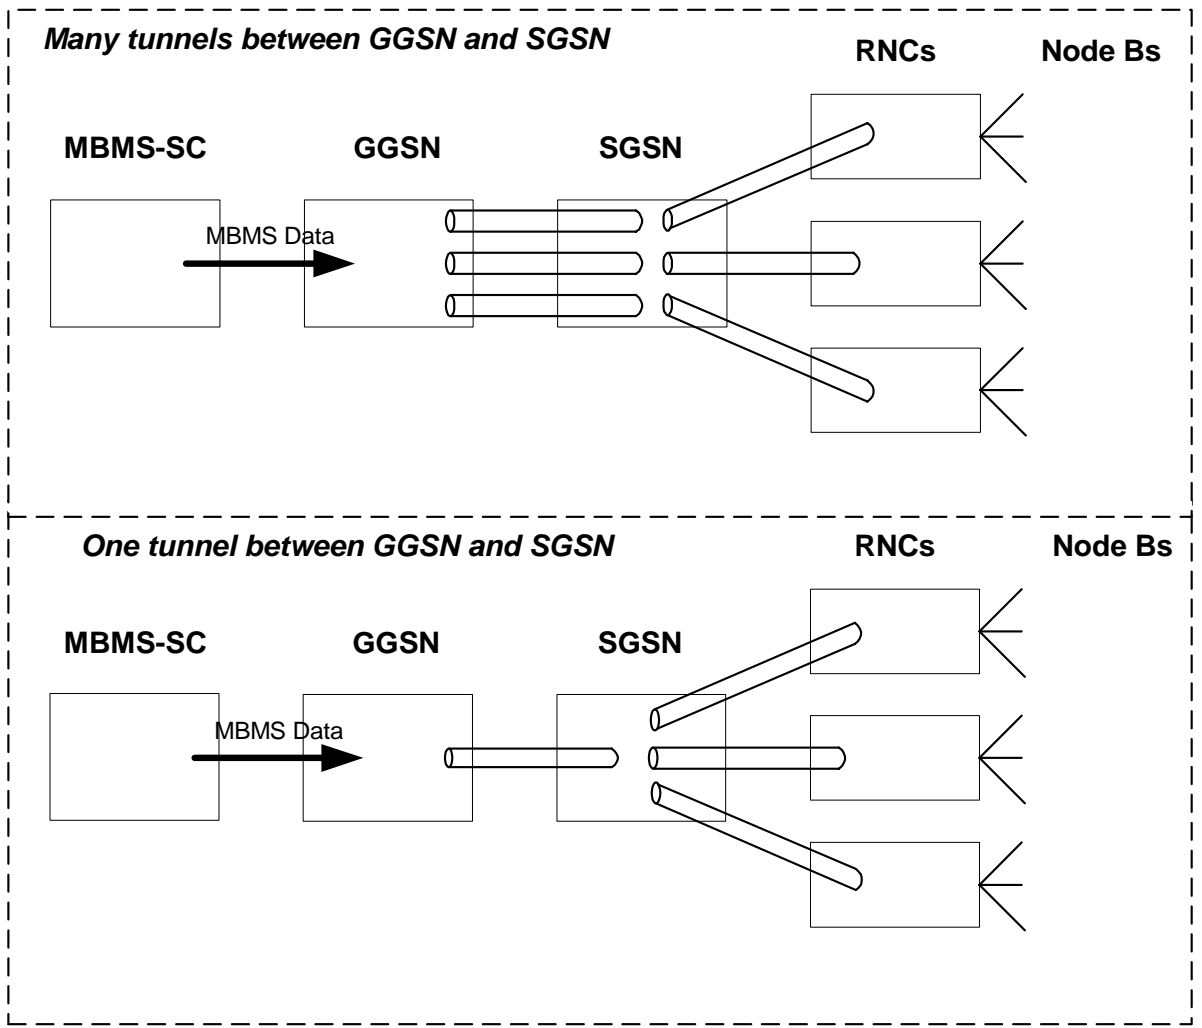 Many tunnels between GGSN and SGSN
RNCs
Node Bs
MBMS-SC
GGSN
SGSN
MBMS Data
One tunnel between GGSN and SGSN
RNCs
Node Bs
MBMS-SC
GGSN
SGSN
MBMS Data